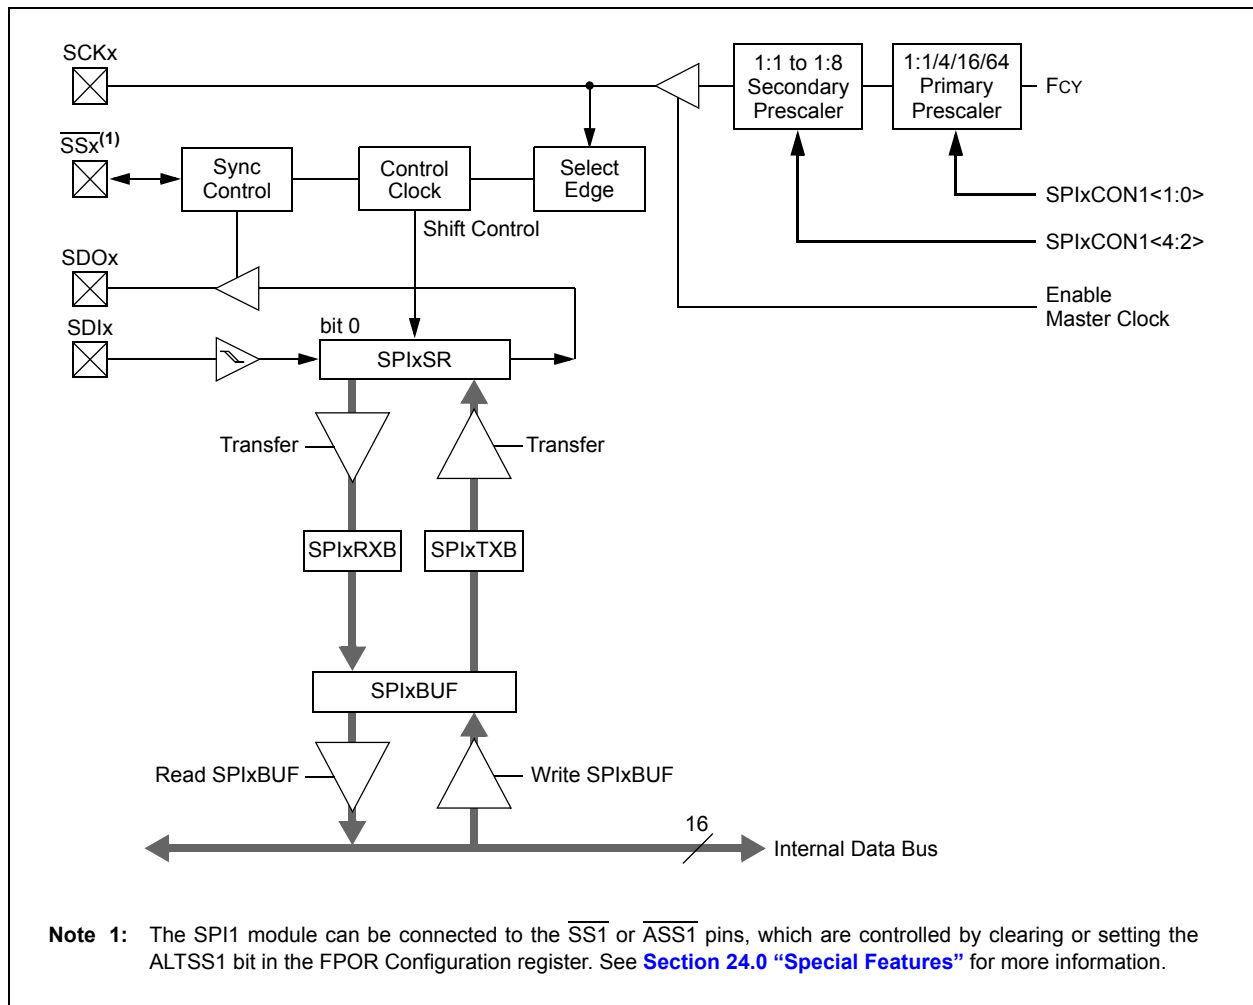 SCKx
1:1 to 1:8
Secondary
Prescaler
1:1/4/16/64
Primary
Prescaler
FCY
SSx(1)
Sync
Control
Control
Clock
Select
Edge
SPIxCON1<1:0>
Shift Control
SPIxCON1<4:2>
SDOx
Enable
Master Clock
SDIx
bit 0
SPIxSR
Transfer
Transfer
SPIxRXB
SPIxTXB
SPIxBUF
Read SPIxBUF
Write SPIxBUF
16
Internal Data Bus
Note 1: The SPI1 module can be connected to the SS1 or ASS1 pins, which are controlled by clearing or setting the
ALTSS1 bit in the FPOR Configuration register. See Section 24.0 “Special Features” for more information.